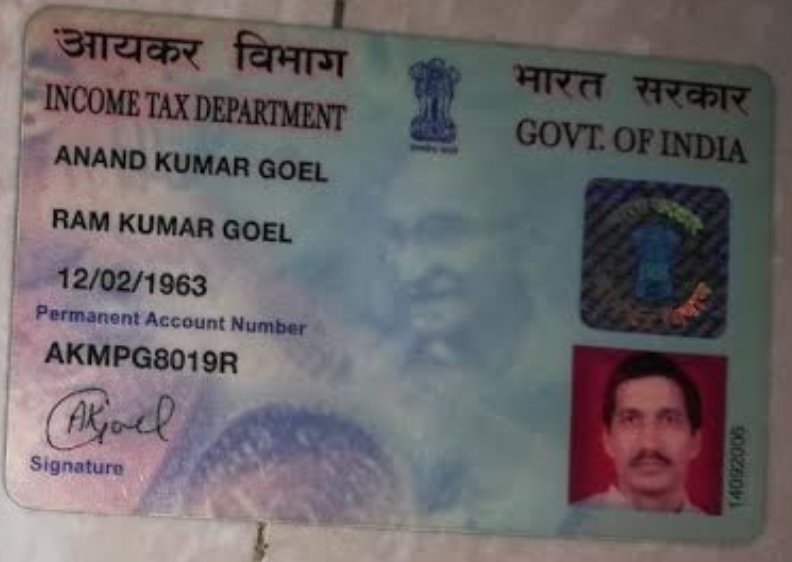 आयकर विभाग
INCOME TAX DEPARTMENT
भारत सरकार
GOVT. OF INDIA
ANAND KUMAR GOEL
RAM KUMAR GOEL
12/02/1963
Permanent Account Number
AKMPG8019R
AKGoel
Signature
14092006